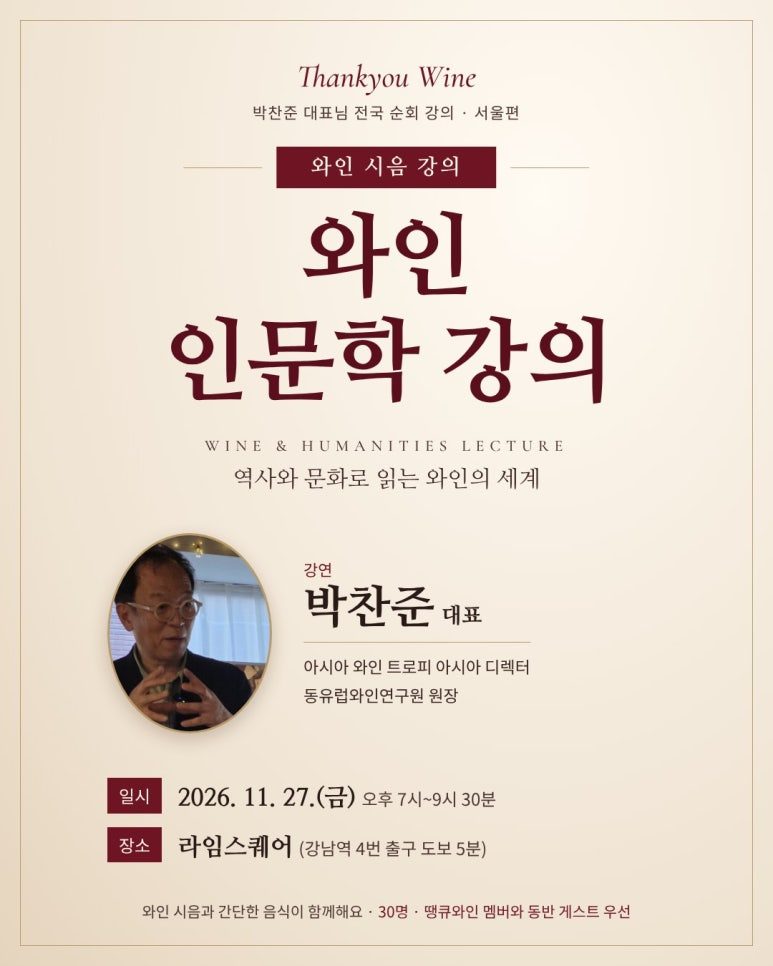 Thankyou Wine
박찬준 대표님 전국 순회 강의 · 서울편
와인 시음 강의
와인
인문학 강의
WINE & HUMANITIES LECTURE
역사와 문화로 읽는 와인의 세계
강연
박찬준 대표
아시아 와인 트로피 아시아 디렉터
동유럽와인연구원 원장
일시 2026. 11. 27.(금) 오후 7시~9시 30분
장소 라임스퀘어 (강남역 4번 출구 도보 5분)
와인 시음과 간단한 음식이 함께해요 · 30명 · 땡큐와인 멤버와 동반 게스트 우선